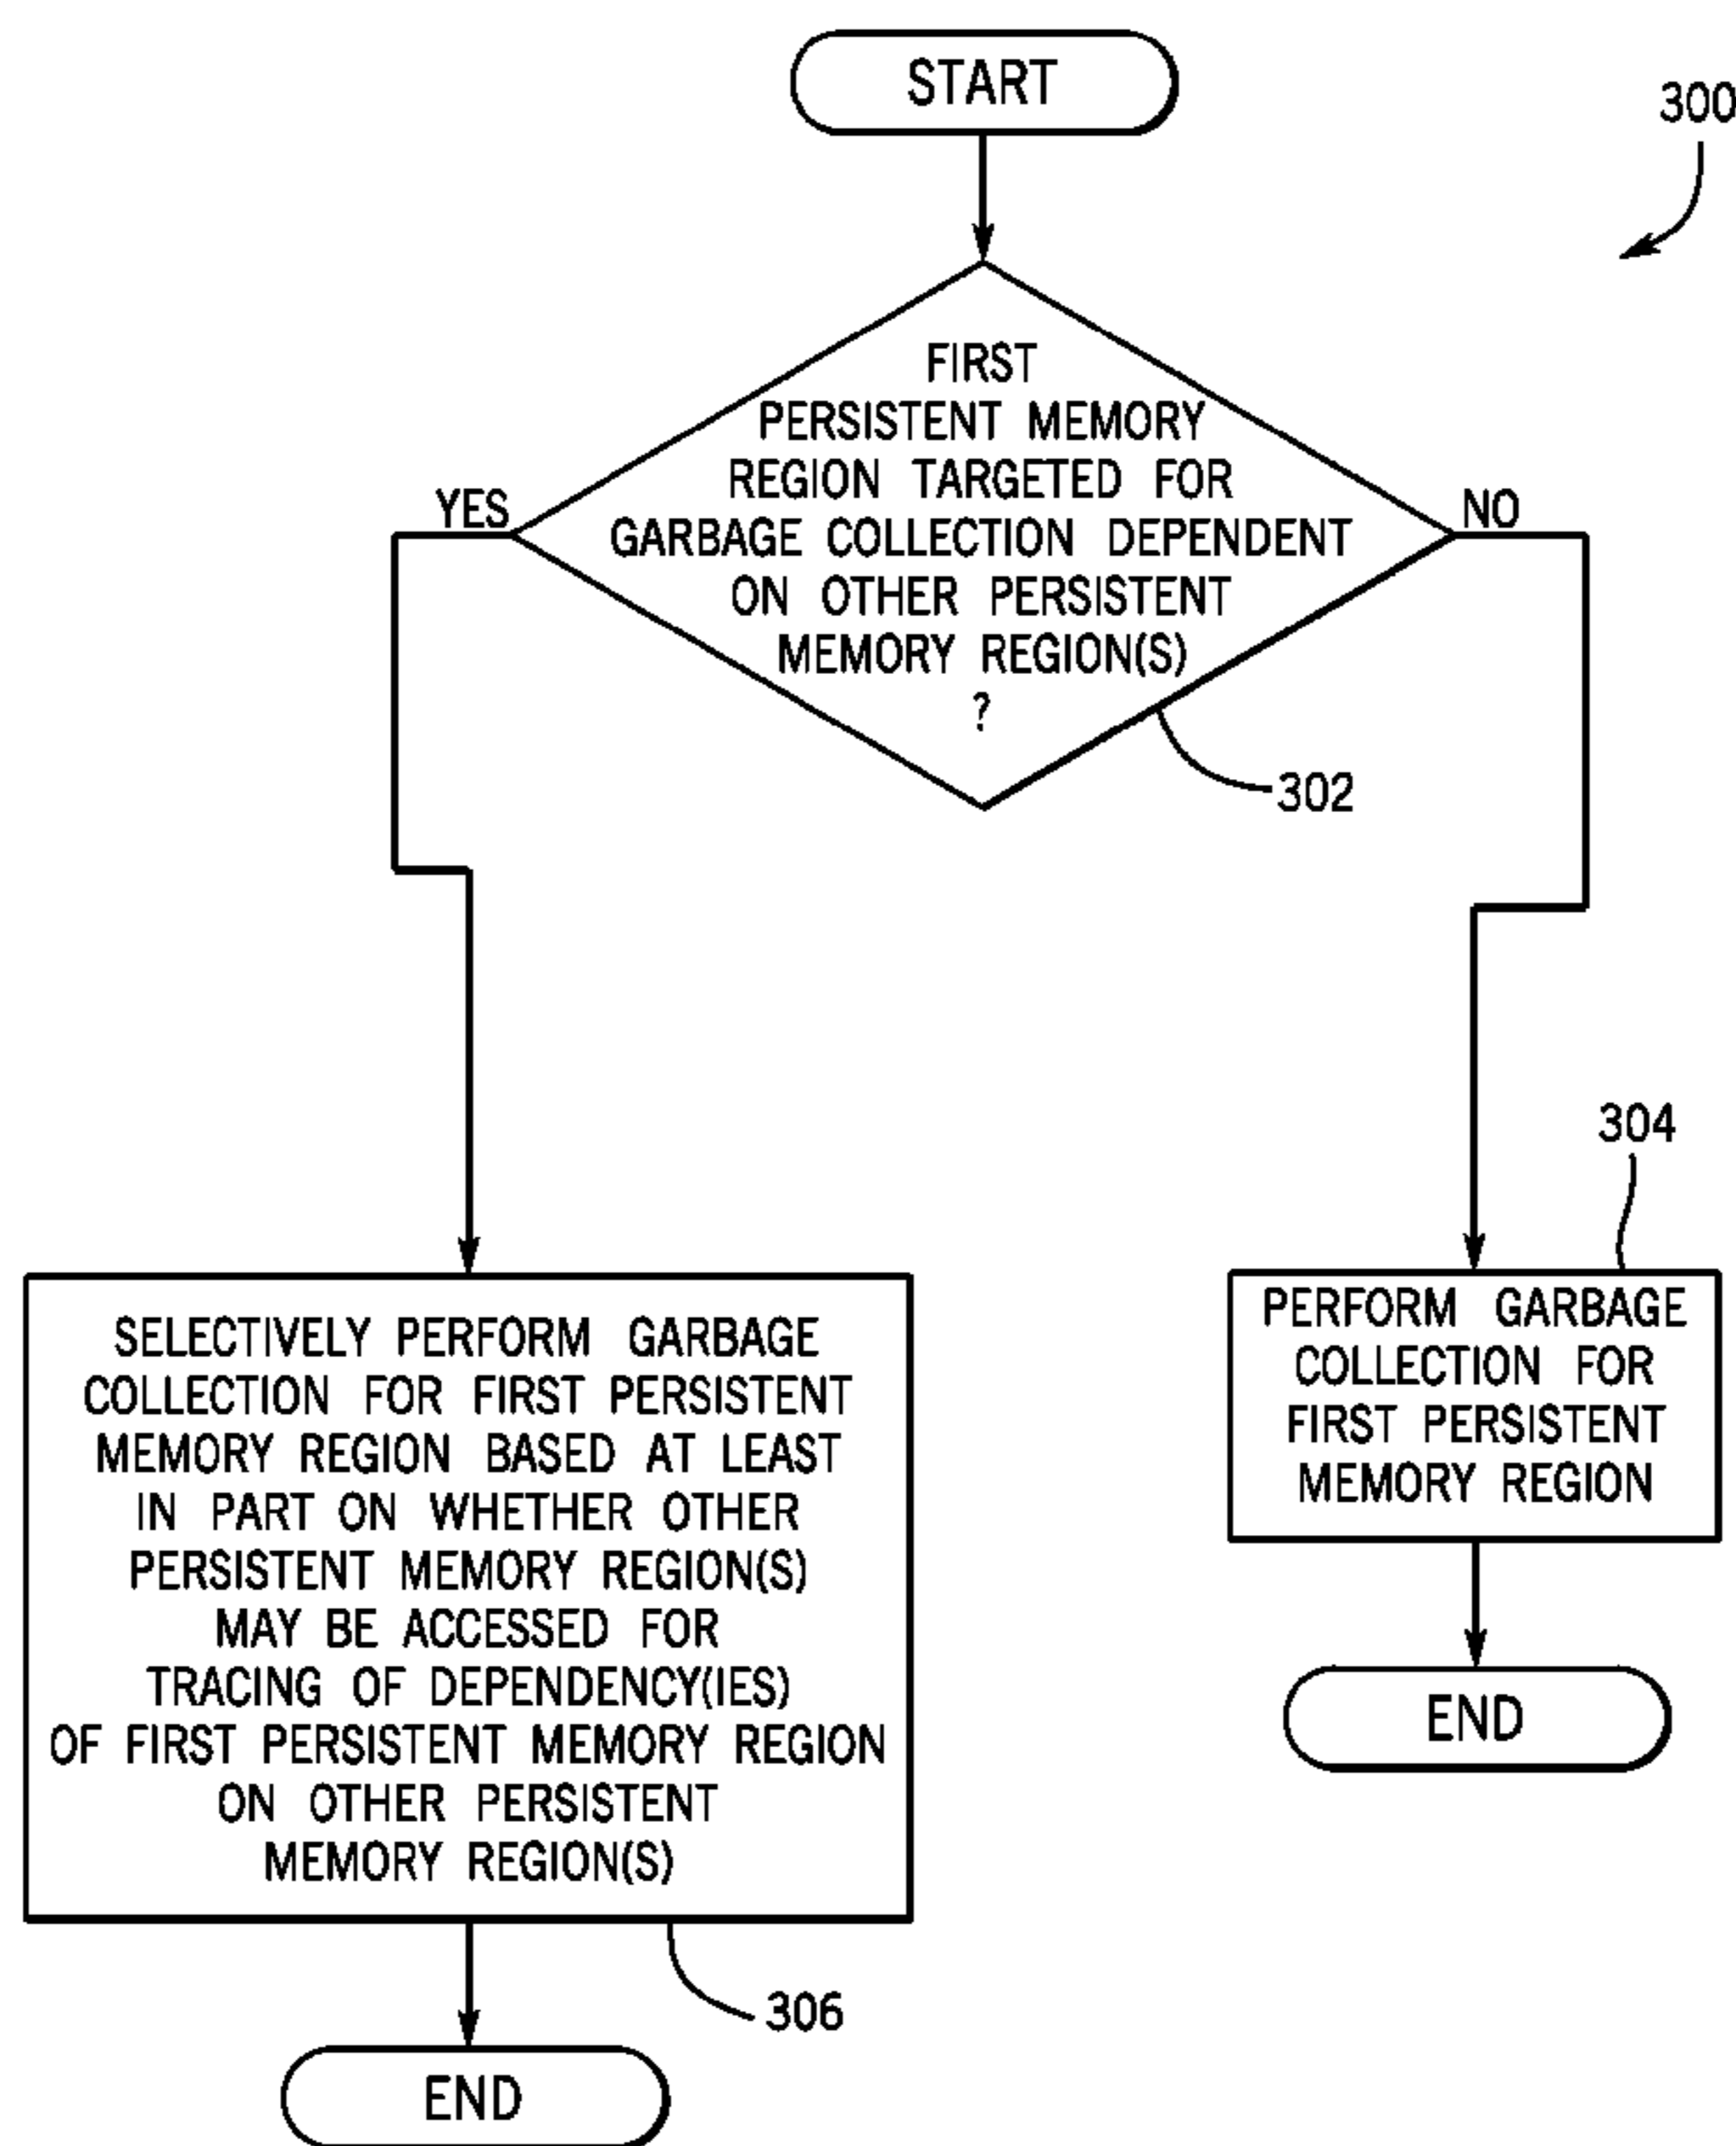 START
300
FIRST
PERSISTENT MEMORY
REGION TARGETED FOR
GARBAGE COLLECTION DEPENDENT
ON OTHER PERSISTENT
MEMORY REGION(S)
?
YES
NO
302
304
PERFORM GARBAGE
COLLECTION FOR
FIRST PERSISTENT
MEMORY REGION
END
SELECTIVELY PERFORM GARBAGE
COLLECTION FOR FIRST PERSISTENT
MEMORY REGION BASED AT LEAST
IN PART ON WHETHER OTHER
PERSISTENT MEMORY REGION(S)
MAY BE ACCESSED FOR
TRACING OF DEPENDENCY(IES)
OF FIRST PERSISTENT MEMORY REGION
ON OTHER PERSISTENT
MEMORY REGION(S)
306
END